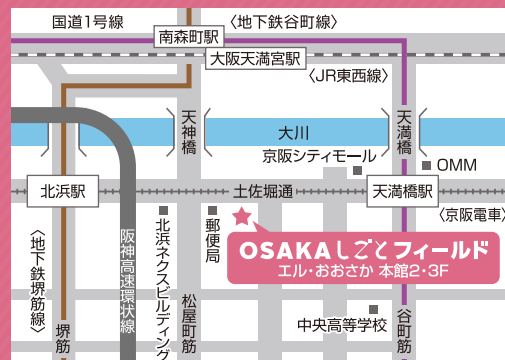 国道1号線
〈地下鉄谷町線〉
南森町駅
大阪天満宮駅
〈JR東西線〉
天神橋
大川
天満橋
京阪シティモール
OMM
北浜駅
土佐堀通
天満橋駅
〈京阪電車〉
〈地下鉄堺筋線〉
阪神高速環状線
北浜ネクスビルディング
郵便局
OSAKAしごとフィールド
エル・おおさか 本館2・3F
堺筋
松屋町筋
中央高等学校
谷町筋